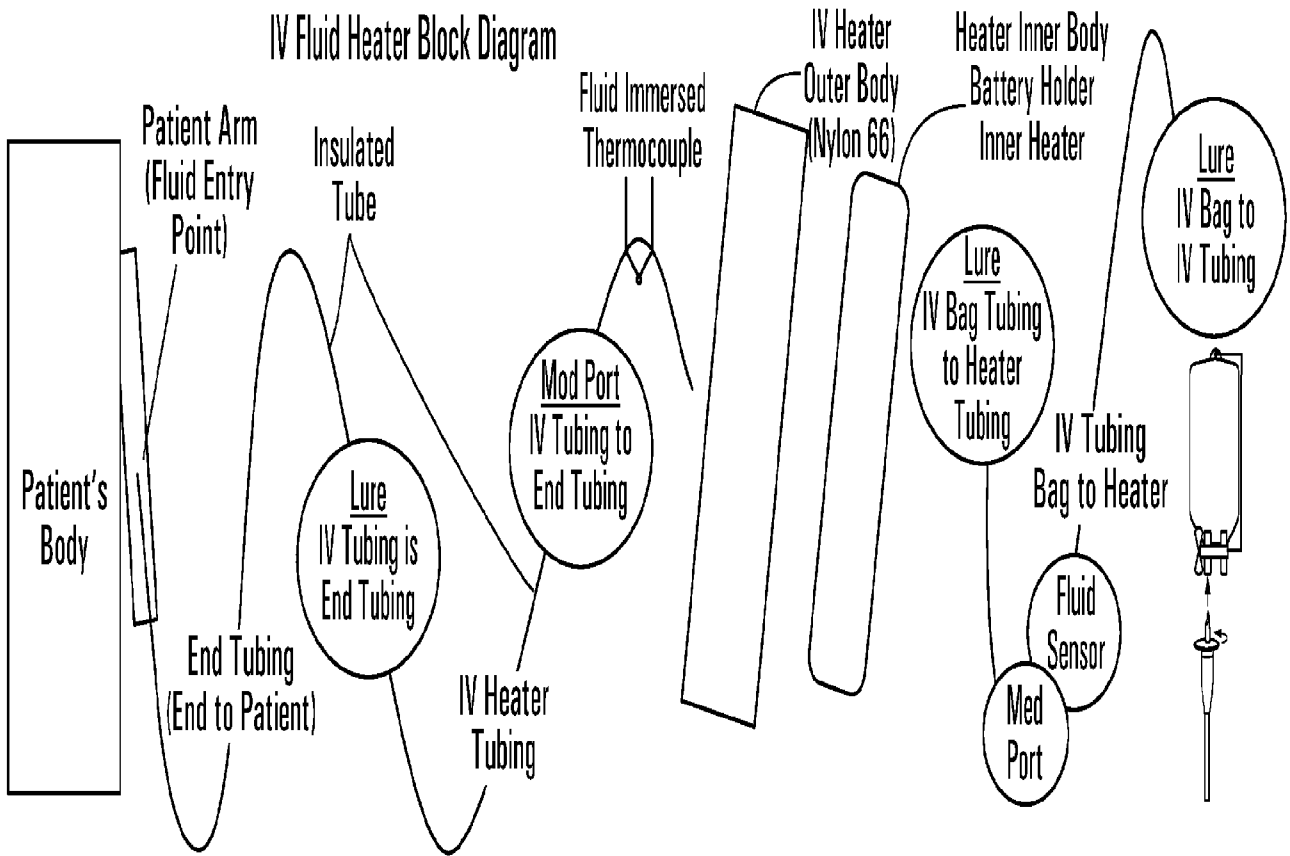 IV Fluid Heater Block Diagram
Patient Arm
(Fluid Entry
Point)
Insulated
Tube
Fluid Immersed
Thermocouple
IV Heater
Outer Body
(Nylon 66)
Heater Inner Body
Battery Holder
Inner Heater
Lure
IV Bag to
IV Tubing
Lure
IV Bag Tubing
to Heater
Tubing
Mod Port
IV Tubing to
End Tubing
IV Tubing
Bag to Heater
Patient's
Body
Lure
IV Tubing is
End Tubing
Fluid
Sensor
End Tubing
(End to Patient)
IV Heater
Tubing
Med
Port